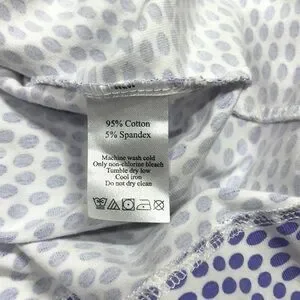 95% Cotton
5% Spandex
Machine wash cold
Only non-chlorine bleach
Tumble dry low
Cool iron
Do not dry clean